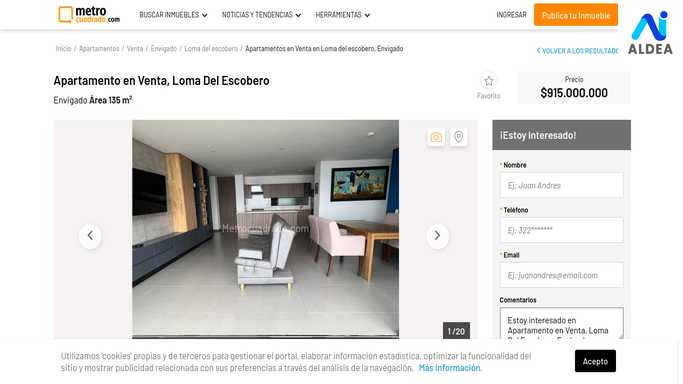 metro
cuadrado.com
BUSCAR INMUEBLES
NOTICIAS Y TENDENCIAS
HERRAMIENTAS
INGRESAR
Publica tu Inmueble
ALDEA
Inicio / Apartamentos / Venta / Envigado / Loma del escobero / Apartamentos en Venta en Loma del escobero, Envigado
VOLVER A LOS RESULTAD
Apartamento en Venta, Loma Del Escobero
Envigado Área 135 m²
Favorito
Precio
$915.000.000
Metrocuadrado.com
1 / 20
¡Estoy Interesado!
* Nombre
Ej: Juan Andres
* Teléfono
Ej: 322*******
* Email
Ej: juanandres@email.com
Comentarios
Estoy interesado en
Apartamento en Venta, Loma
Utilizamos 'cookies' propias y de terceros para gestionar el portal, elaborar información estadística, optimizar la funcionalidad del
sitio y mostrar publicidad relacionada con sus preferencias a través del análisis de la navegación. Más información.
Acepto